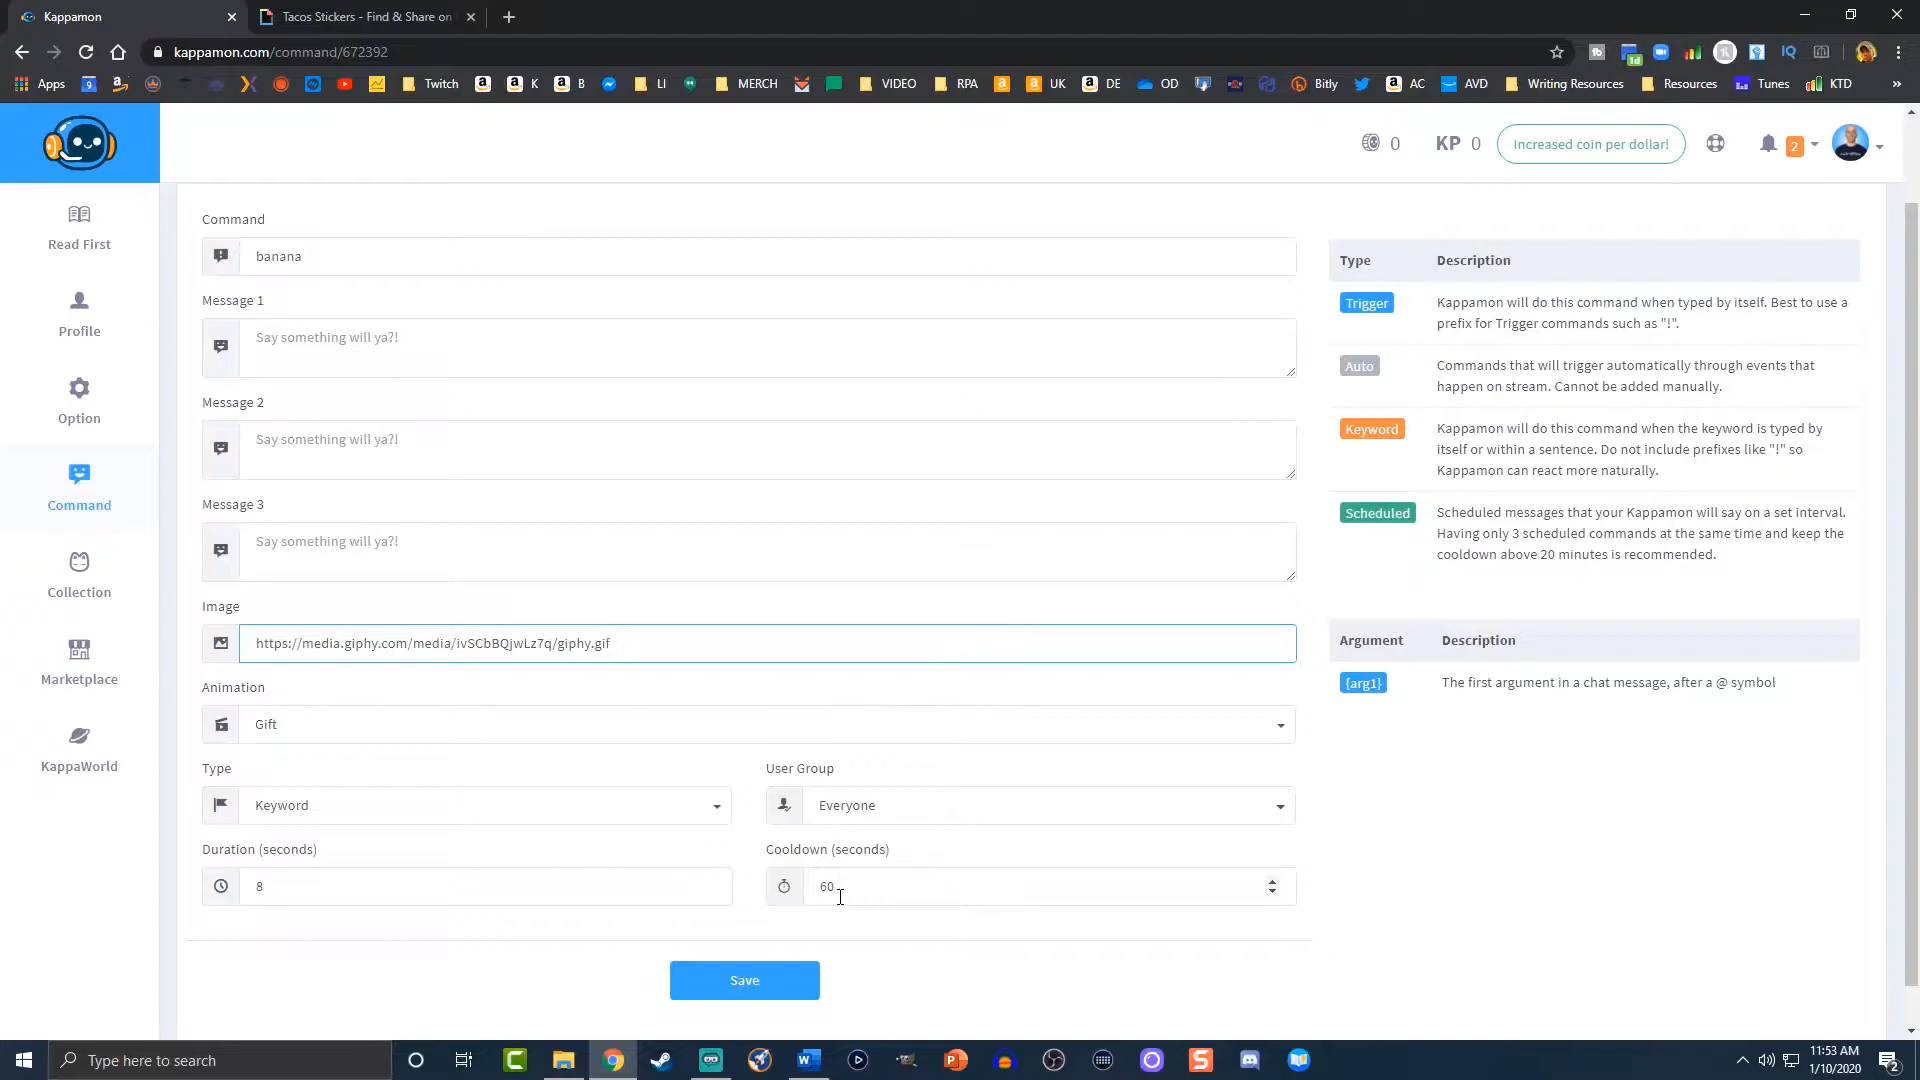 Kappamon
Tacos Stickers - Find & Share on
kappamon.com/command/672392
Apps
9
Twitch
K
B
LI
MERCH
VIDEO
RPA
UK
DE
OD
Bitly
AC
AVD
Writing Resources
Resources
Tunes
KTD
»
0
KP 0
Increased coin per dollar!
2
Read First
Profile
Option
Command
Collection
Marketplace
KappaWorld
Command
banana
Message 1
Say something will ya?!
Message 2
Say something will ya?!
Message 3
Say something will ya?!
Image
https://media.giphy.com/media/ivSCbBQjwLz7q/giphy.gif
Animation
Gift
Type
User Group
Keyword
Everyone
Duration (seconds)
Cooldown (seconds)
8
60
Save
Type Description
Trigger
Kappamon will do this command when typed by itself. Best to use a
prefix for Trigger commands such as "!".
Auto
Commands that will trigger automatically through events that
happen on stream. Cannot be added manually.
Keyword
Kappamon will do this command when the keyword is typed by
itself or within a sentence. Do not include prefixes like "!" so
Kappamon can react more naturally.
Scheduled
Scheduled messages that your Kappamon will say on a set interval.
Having only 3 scheduled commands at the same time and keep the
cooldown above 20 minutes is recommended.
Argument Description
{arg1}
The first argument in a chat message, after a @ symbol
Type here to search
11:53 AM
1/10/2020
2